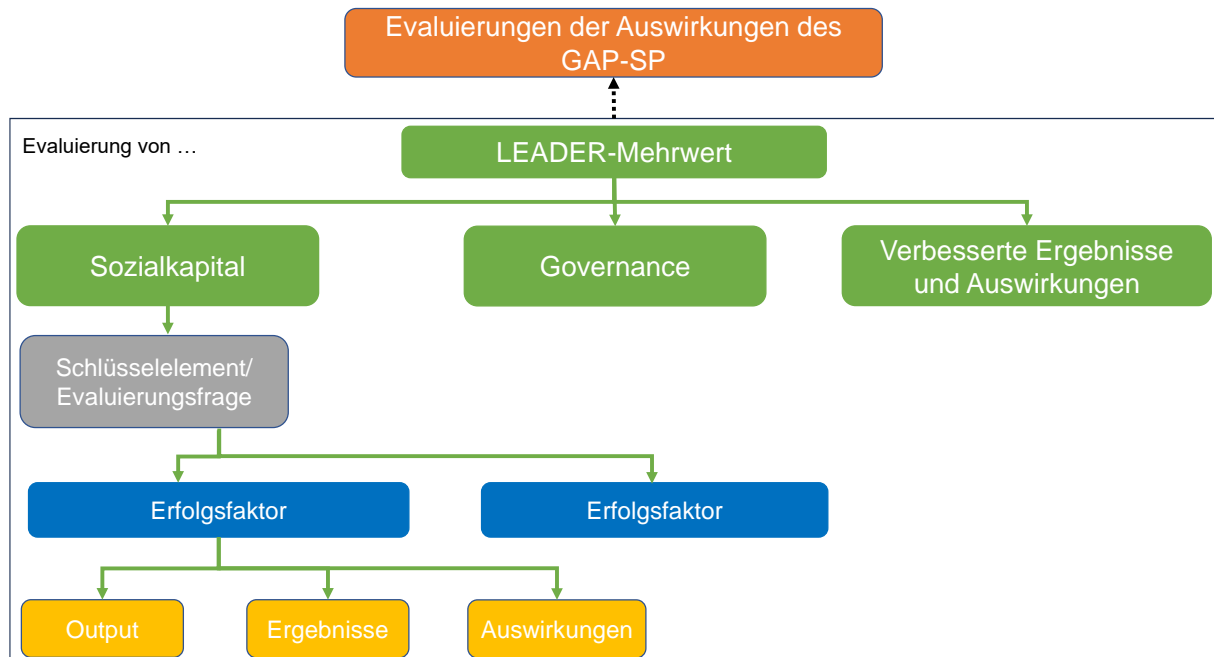 Evaluierungen der Auswirkungen des
GAP-SP
Evaluierung von …
LEADER-Mehrwert
Sozialkapital
Governance
Verbesserte Ergebnisse
und Auswirkungen
Schlüsselelement/
Evaluierungsfrage
Erfolgsfaktor
Erfolgsfaktor
Output
Ergebnisse
Auswirkungen